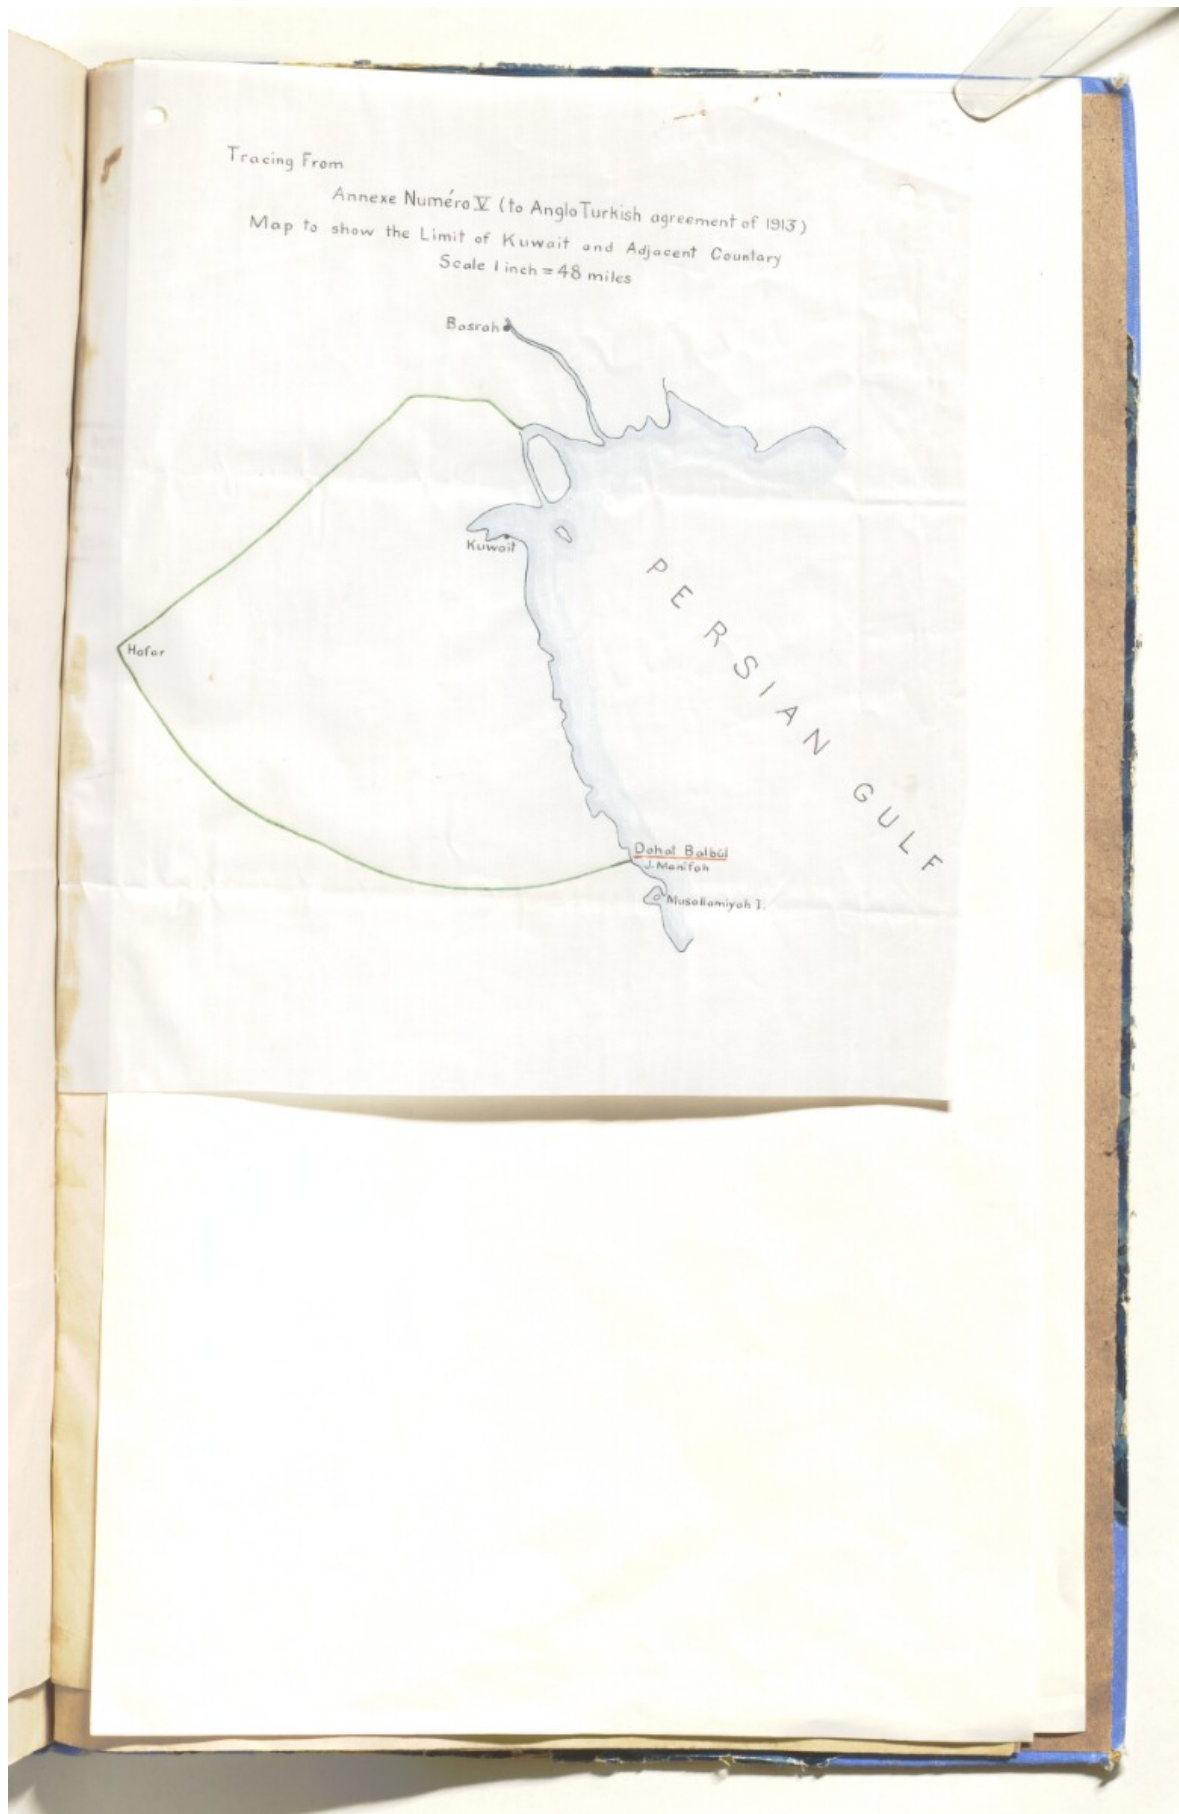 Tracing From
Annexe Numéro V (to Anglo Turkish agreement of 1913)
Map to show the Limit of Kuwait and Adjacent Countary
Scale 1 inch = 48 miles
Basrah
Kuwait
PERSIAN GULF
Hafar
Dohat Balbúl
J. Manifah
Musallamiyah I.